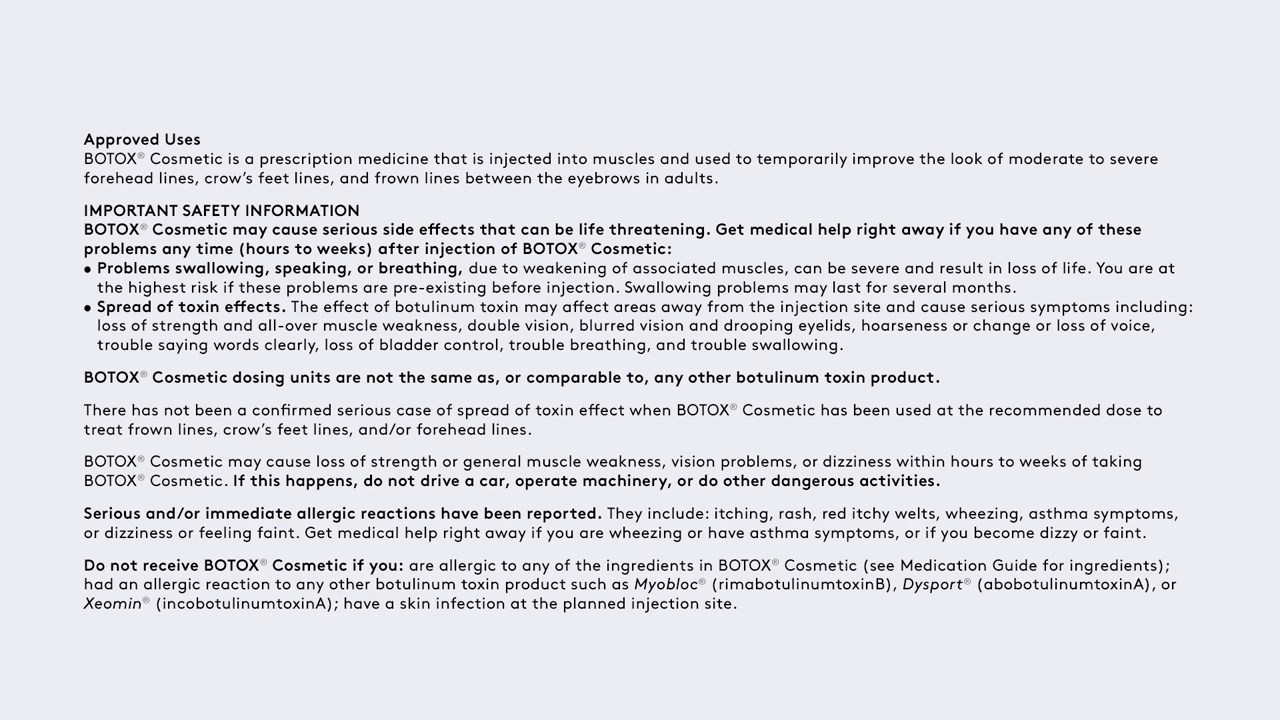 Approved Uses
BOTOX® Cosmetic is a prescription medicine that is injected into muscles and used to temporarily improve the look of moderate to severe
forehead lines, crow's feet lines, and frown lines between the eyebrows in adults.
IMPORTANT SAFETY INFORMATION
BOTOX® Cosmetic may cause serious side effects that can be life threatening. Get medical help right away if you have any of these
problems any time (hours to weeks) after injection of BOTOX® Cosmetic:
• Problems swallowing, speaking, or breathing, due to weakening of associated muscles, can be severe and result in loss of life. You are at
the highest risk if these problems are pre-existing before injection. Swallowing problems may last for several months.
• Spread of toxin effects. The effect of botulinum toxin may affect areas away from the injection site and cause serious symptoms including:
loss of strength and all-over muscle weakness, double vision, blurred vision and drooping eyelids, hoarseness or change or loss of voice,
trouble saying words clearly, loss of bladder control, trouble breathing, and trouble swallowing.
BOTOX® Cosmetic dosing units are not the same as, or comparable to, any other botulinum toxin product.
There has not been a confirmed serious case of spread of toxin effect when BOTOX® Cosmetic has been used at the recommended dose to
treat frown lines, crow's feet lines, and/or forehead lines.
BOTOX® Cosmetic may cause loss of strength or general muscle weakness, vision problems, or dizziness within hours to weeks of taking
BOTOX® Cosmetic. If this happens, do not drive a car, operate machinery, or do other dangerous activities.
Serious and/or immediate allergic reactions have been reported. They include: itching, rash, red itchy welts, wheezing, asthma symptoms,
or dizziness or feeling faint. Get medical help right away if you are wheezing or have asthma symptoms, or if you become dizzy or faint.
Do not receive BOTOX® Cosmetic if you: are allergic to any of the ingredients in BOTOX® Cosmetic (see Medication Guide for ingredients);
had an allergic reaction to any other botulinum toxin product such as Myobloc® (rimabotulinumtoxinB), Dysport® (abobotulinumtoxinA), or
Xeomin® (incobotulinumtoxinA); have a skin infection at the planned injection site.